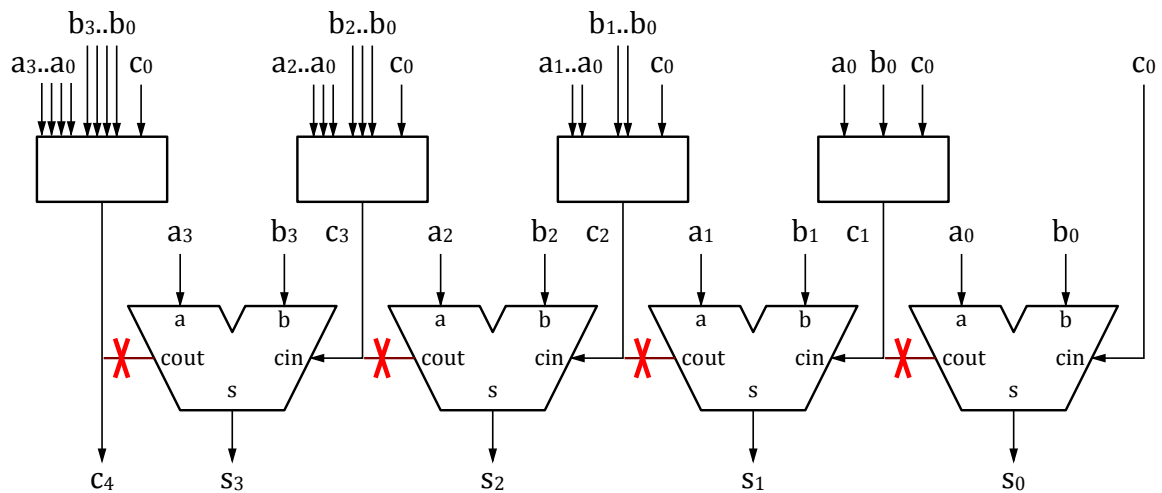 b₃..b₀ b₂..b₀ b₁..b₀
a₃..a₀ c₀ a₂..a₀ c₀ a₁..a₀ c₀ a₀ b₀ c₀ c₀
a₃ b₃ c₃ a₂ b₂ c₂ a₁ b₁ c₁ a₀ b₀
a b a b a b a b
cout cin cout cin cout cin cout cin
s s s s
c₄ s₃ s₂ s₁ s₀